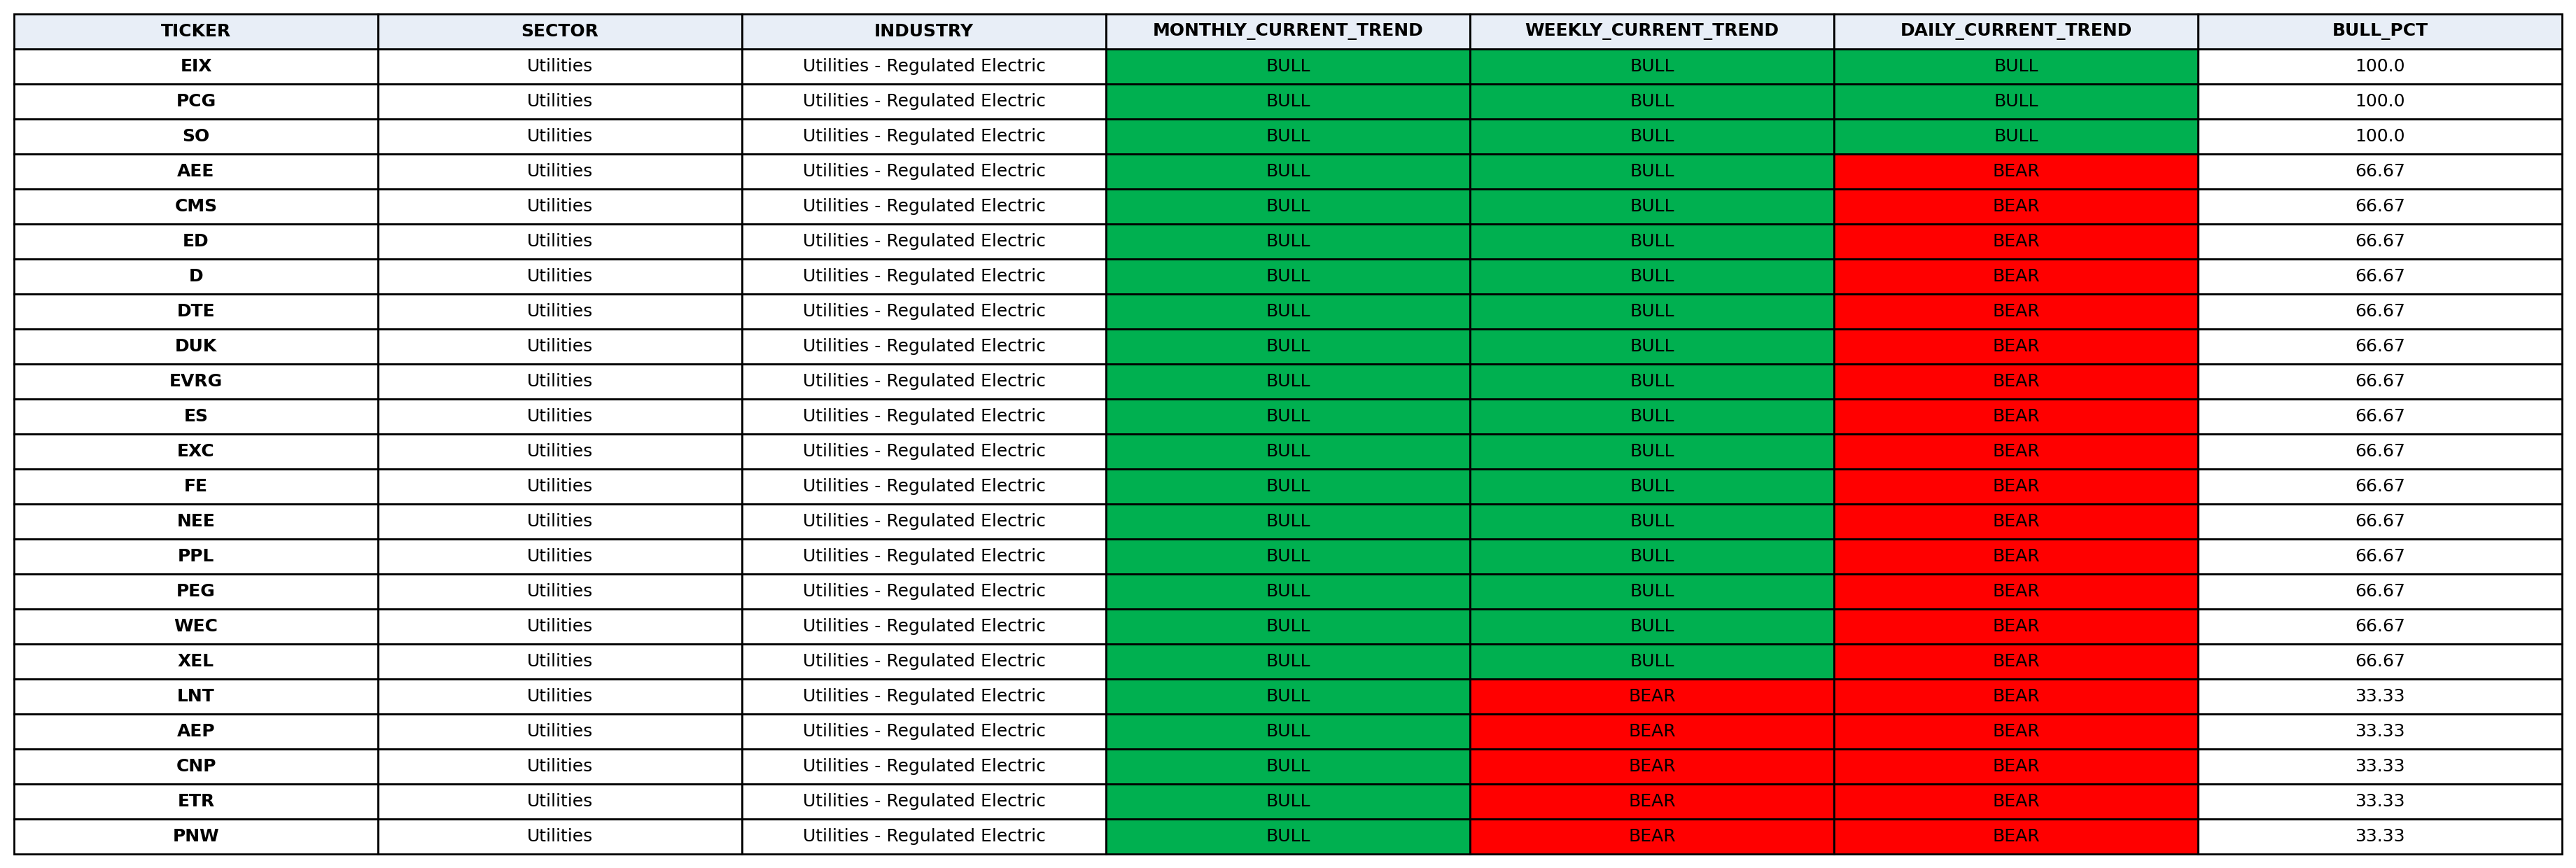 TICKER SECTOR INDUSTRY MONTHLY_CURRENT_TREND WEEKLY_CURRENT_TREND DAILY_CURRENT_TREND BULL_PCT
EIX Utilities Utilities - Regulated Electric BULL BULL BULL 100.0
PCG Utilities Utilities - Regulated Electric BULL BULL BULL 100.0
SO Utilities Utilities - Regulated Electric BULL BULL BULL 100.0
AEE Utilities Utilities - Regulated Electric BULL BULL BEAR 66.67
CMS Utilities Utilities - Regulated Electric BULL BULL BEAR 66.67
ED Utilities Utilities - Regulated Electric BULL BULL BEAR 66.67
D Utilities Utilities - Regulated Electric BULL BULL BEAR 66.67
DTE Utilities Utilities - Regulated Electric BULL BULL BEAR 66.67
DUK Utilities Utilities - Regulated Electric BULL BULL BEAR 66.67
EVRG Utilities Utilities - Regulated Electric BULL BULL BEAR 66.67
ES Utilities Utilities - Regulated Electric BULL BULL BEAR 66.67
EXC Utilities Utilities - Regulated Electric BULL BULL BEAR 66.67
FE Utilities Utilities - Regulated Electric BULL BULL BEAR 66.67
NEE Utilities Utilities - Regulated Electric BULL BULL BEAR 66.67
PPL Utilities Utilities - Regulated Electric BULL BULL BEAR 66.67
PEG Utilities Utilities - Regulated Electric BULL BULL BEAR 66.67
WEC Utilities Utilities - Regulated Electric BULL BULL BEAR 66.67
XEL Utilities Utilities - Regulated Electric BULL BULL BEAR 66.67
LNT Utilities Utilities - Regulated Electric BULL BEAR BEAR 33.33
AEP Utilities Utilities - Regulated Electric BULL BEAR BEAR 33.33
CNP Utilities Utilities - Regulated Electric BULL BEAR BEAR 33.33
ETR Utilities Utilities - Regulated Electric BULL BEAR BEAR 33.33
PNW Utilities Utilities - Regulated Electric BULL BEAR BEAR 33.33